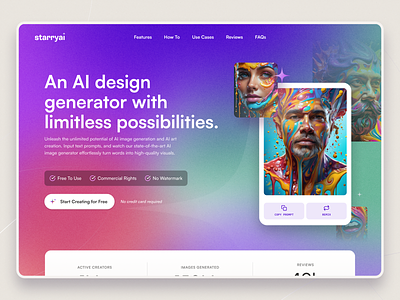 starryai
Features How To Use Cases Reviews FAQs
An AI design
generator with
limitless possibilities.
Unleash the unlimited potential of AI image generation and AI art
creation. Input text prompts, and watch our state-of-the-art AI
image generator effortlessly turn words into high-quality visuals.
Free To Use Commercial Rights No Watermark
Start Creating for Free No credit card required
COPY PROMPT REMIX
ACTIVE CREATORS IMAGES GENERATED REVIEWS